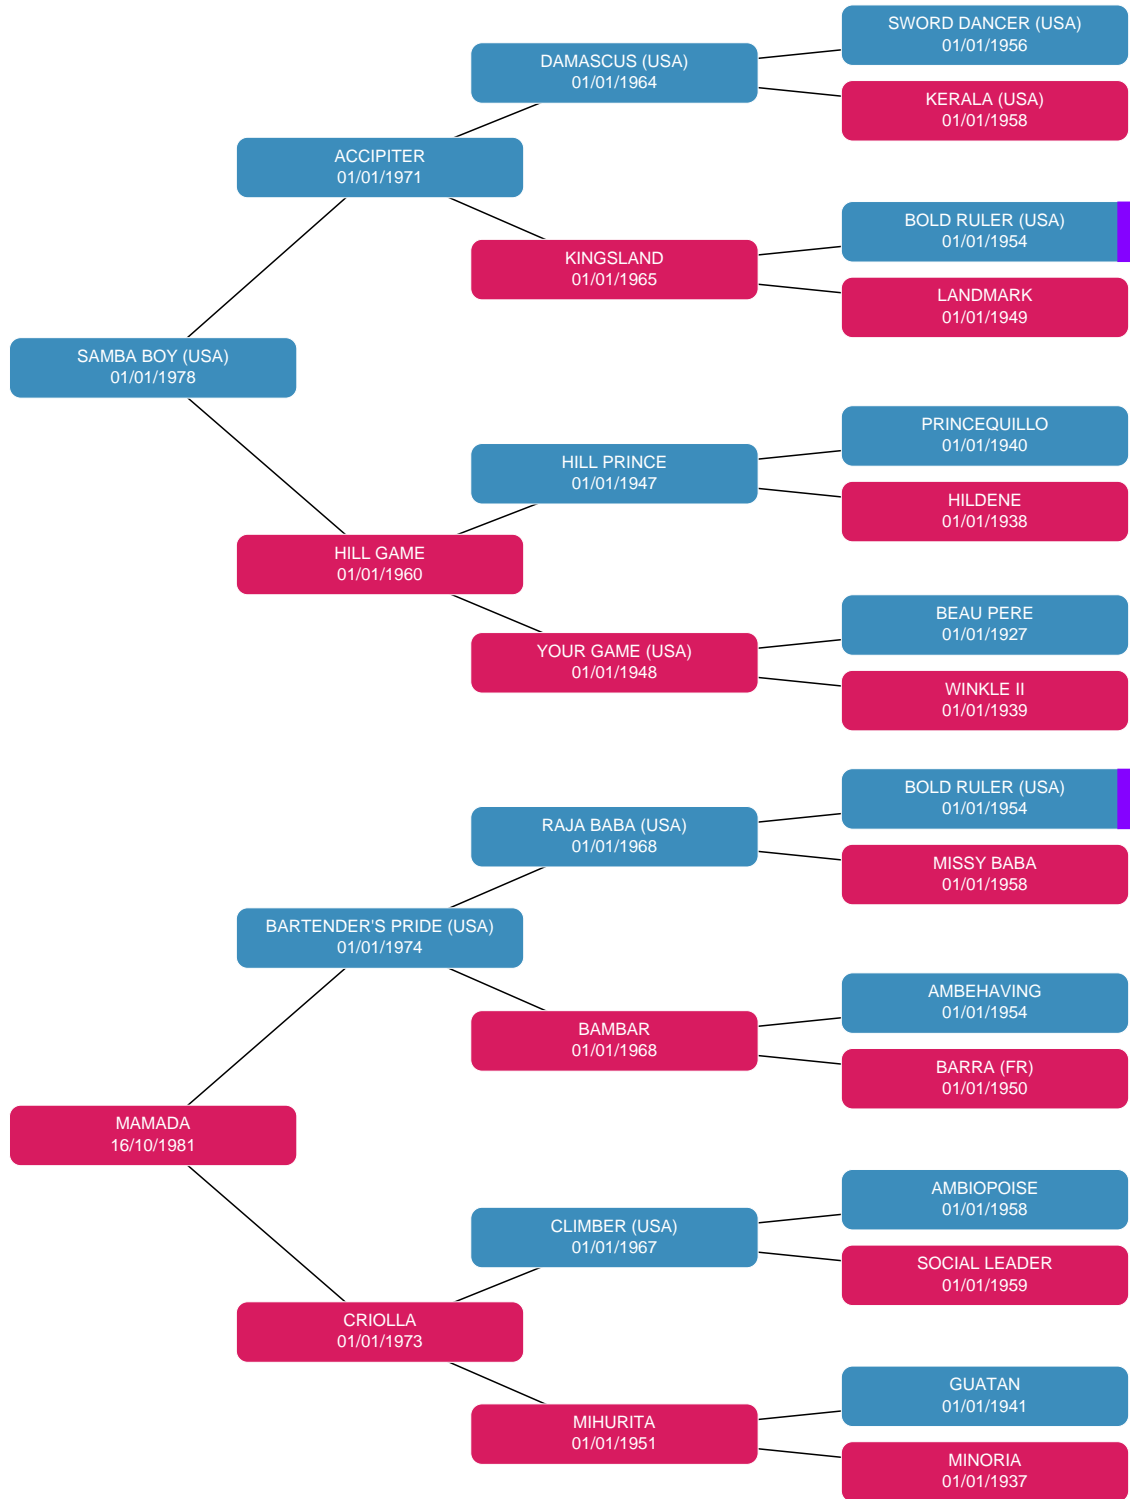 SWORD DANCER (USA)
01/01/1956
DAMASCUS (USA)
01/01/1964
KERALA (USA)
01/01/1958
ACCIPITER
01/01/1971
BOLD RULER (USA)
01/01/1954
KINGSLAND
01/01/1965
LANDMARK
01/01/1949
SAMBA BOY (USA)
01/01/1978
PRINCEQUILLO
01/01/1940
HILL PRINCE
01/01/1947
HILDENE
01/01/1938
HILL GAME
01/01/1960
BEAU PERE
01/01/1927
YOUR GAME (USA)
01/01/1948
WINKLE II
01/01/1939
BOLD RULER (USA)
01/01/1954
RAJA BABA (USA)
01/01/1968
MISSY BABA
01/01/1958
BARTENDER'S PRIDE (USA)
01/01/1974
AMBEHAVING
01/01/1954
BAMBAR
01/01/1968
BARRA (FR)
01/01/1950
MAMADA
16/10/1981
AMBIOPOISE
01/01/1958
CLIMBER (USA)
01/01/1967
SOCIAL LEADER
01/01/1959
CRIOLLA
01/01/1973
GUATAN
01/01/1941
MIHURITA
01/01/1951
MINORIA
01/01/1937